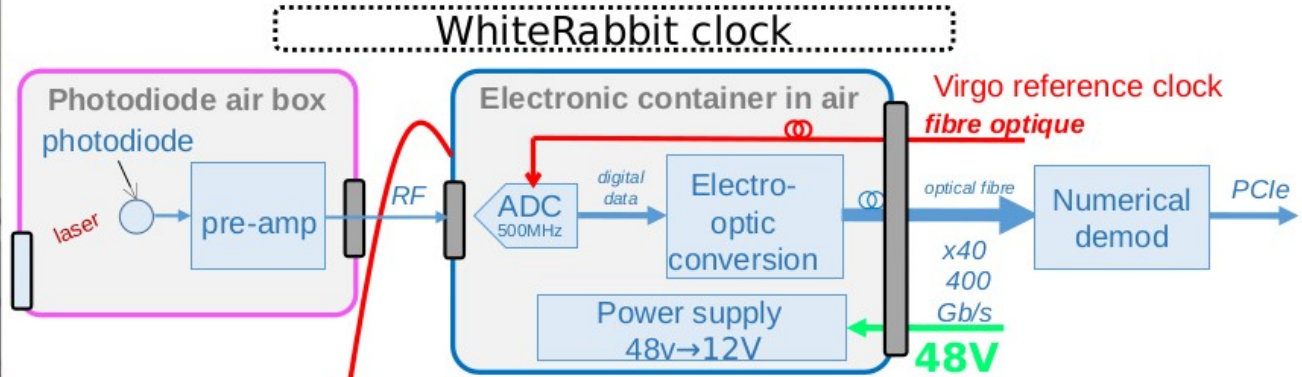 WhiteRabbit clock
Photodiode air box
photodiode
laser
pre-amp
RF
Electronic container in air
ADC
500MHz
digital
data
Electro-
optic
conversion
Power supply
48v→12V
Virgo reference clock
fibre optique
optical fibre
x40
400
Gb/s
48V
Numerical
demod
PCIe